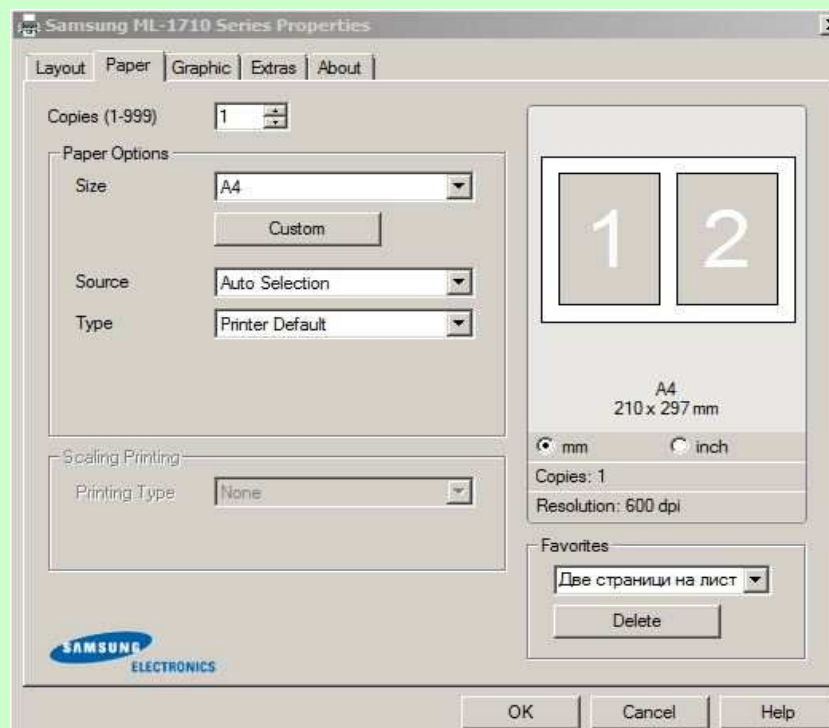 Samsung ML-1710 Series Properties
Layout Paper Graphic Extras About
Copies (1-999) 1
Paper Options
Size A4
Custom
Source Auto Selection
Type Printer Default
Scaling Printing
Printing Type None
SAMSUNG
ELECTRONICS
1 2
A4
210 x 297 mm
mm inch
Copies: 1
Resolution: 600 dpi
Favorites
Две страници на лист
Delete
OK Cancel Help